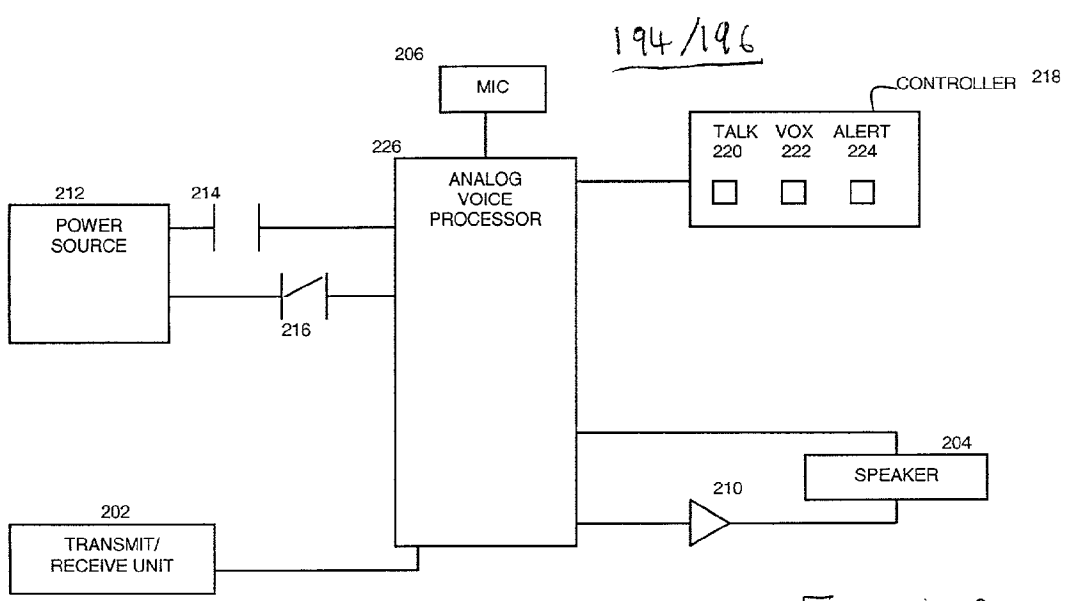 194/196
206
MIC
CONTROLLER 218
TALK VOX ALERT
220 222 224
226
ANALOG
VOICE
PROCESSOR
212
214
POWER
SOURCE
216
204
SPEAKER
210
202
TRANSMIT/
RECEIVE UNIT